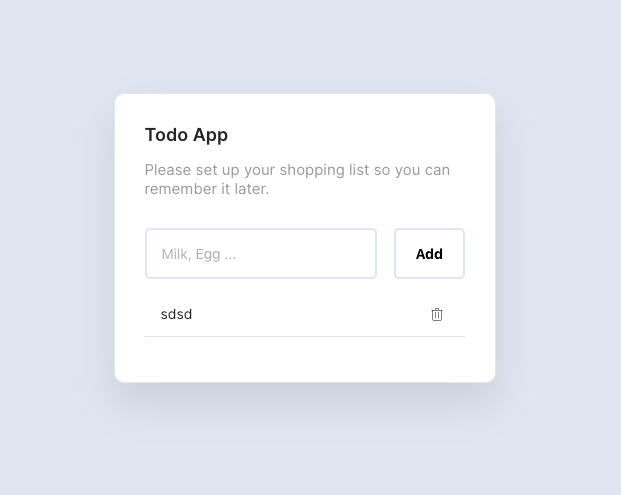 Todo App
Please set up your shopping list so you can
remember it later.
Milk, Egg ...
Add
sdsd